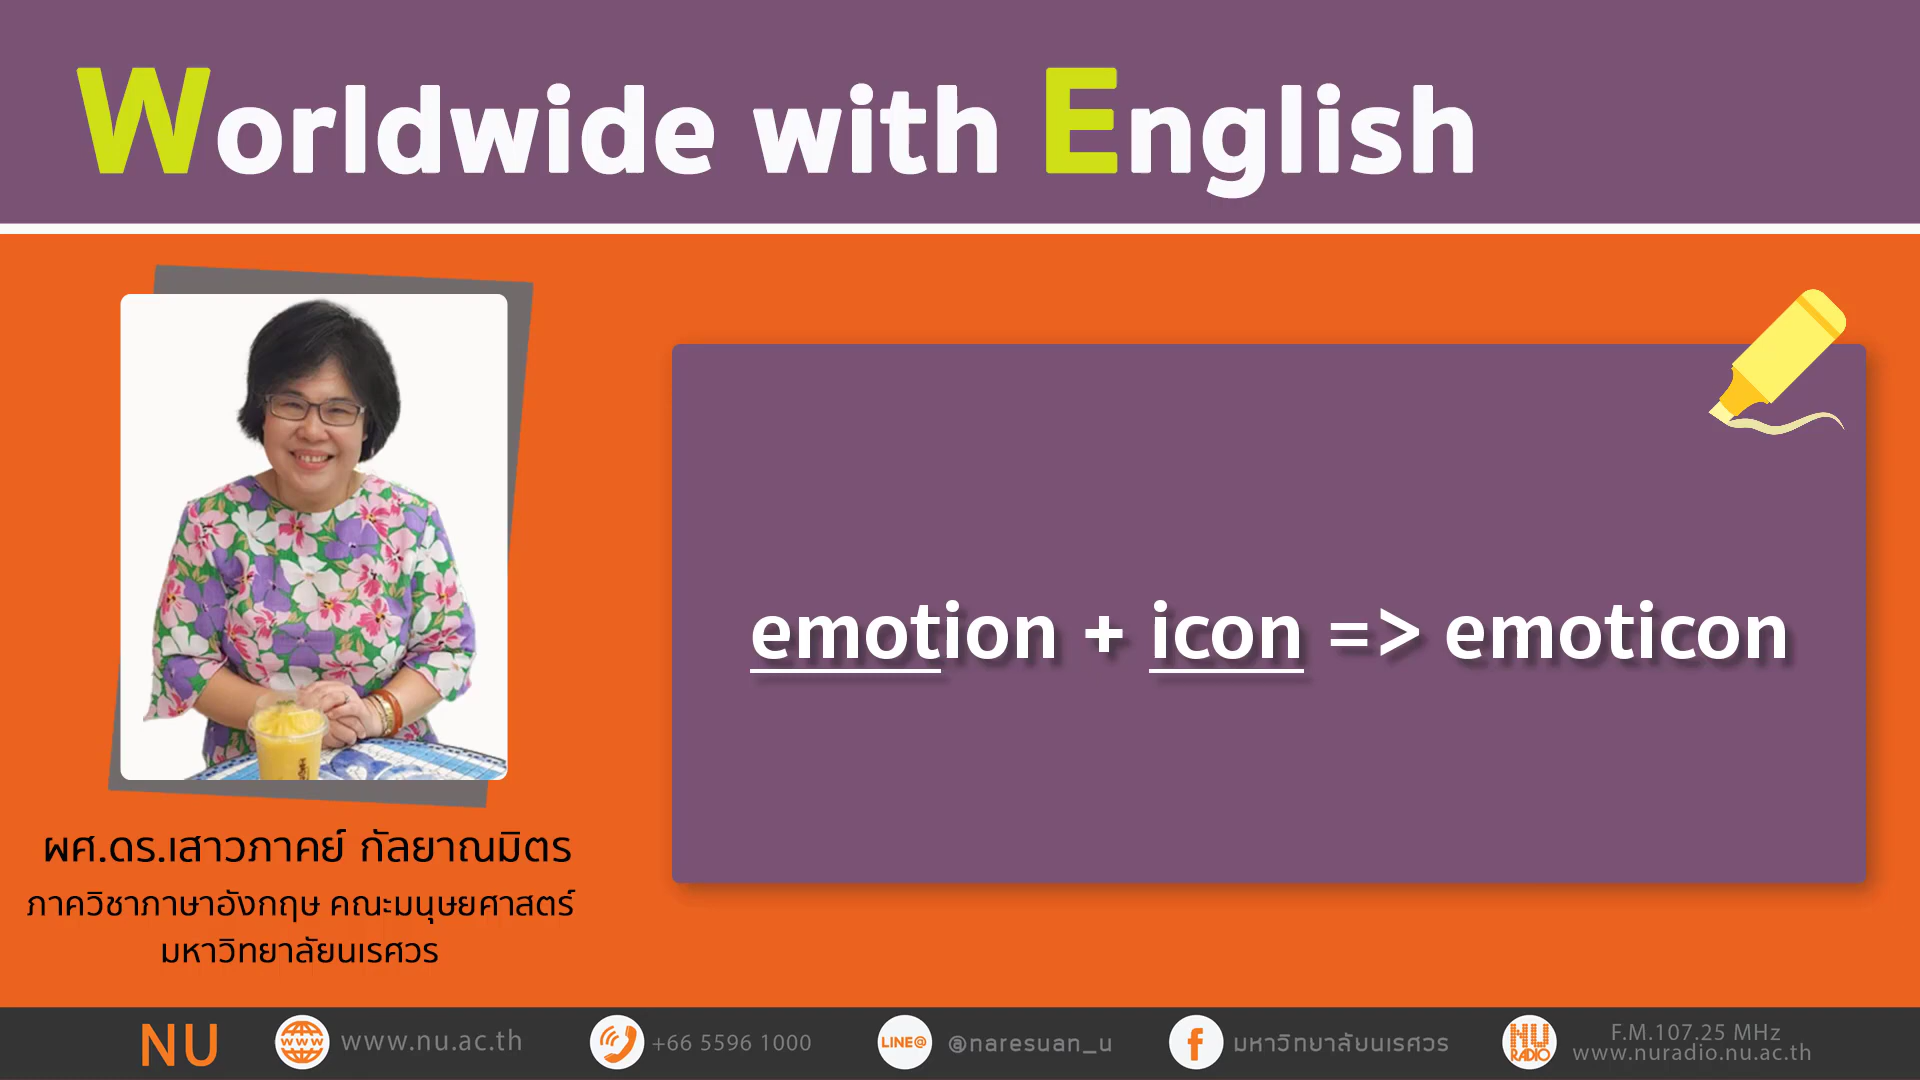 Worldwide with English
emotion + icon => emoticon
ผศ.ดร.เสาวภาคย์ กัลยาณมิตร
ภาควิชาภาษาอังกฤษ คณะมนุษยศาสตร์
มหาวิทยาลัยนเรศวร
NU
www
www.nu.ac.th
+66 5596 1000
LINE@
@naresuan_u
f
มหาวิทยาลัยนเรศวร
NU
RADIO
F.M.107.25 MHz
www.nuradio.nu.ac.th